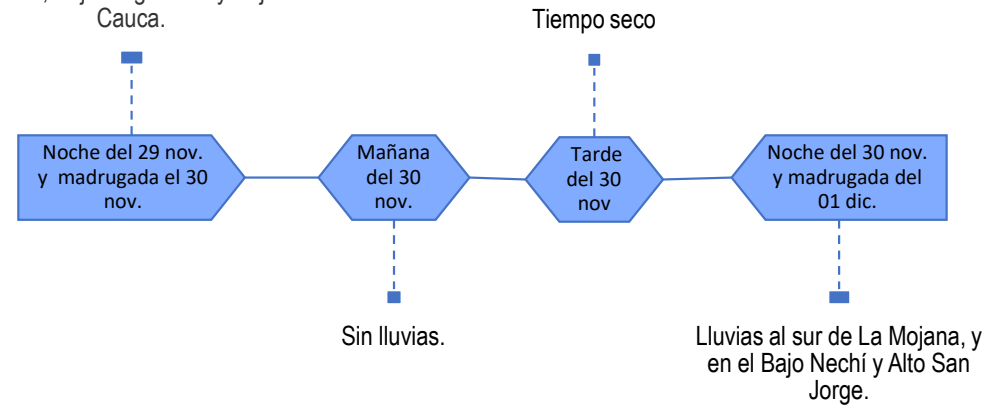 Cauca.
Tiempo seco
Noche del 29 nov.
y madrugada el 30
nov.
Mañana
del 30
nov.
Tarde
del 30
nov
Noche del 30 nov.
y madrugada del
01 dic.
Sin lluvias.
Lluvias al sur de La Mojana, y
en el Bajo Nechí y Alto San
Jorge.